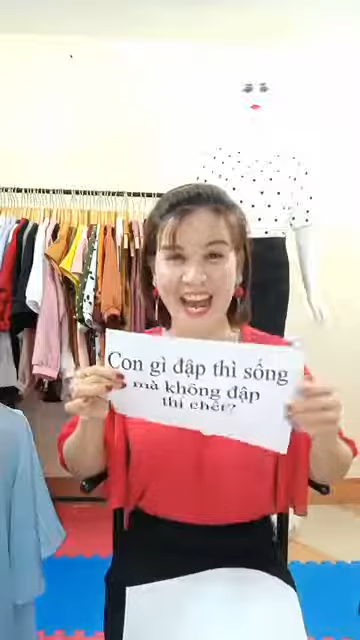 Con gì đập thì sống
mà không đập
thì chết?